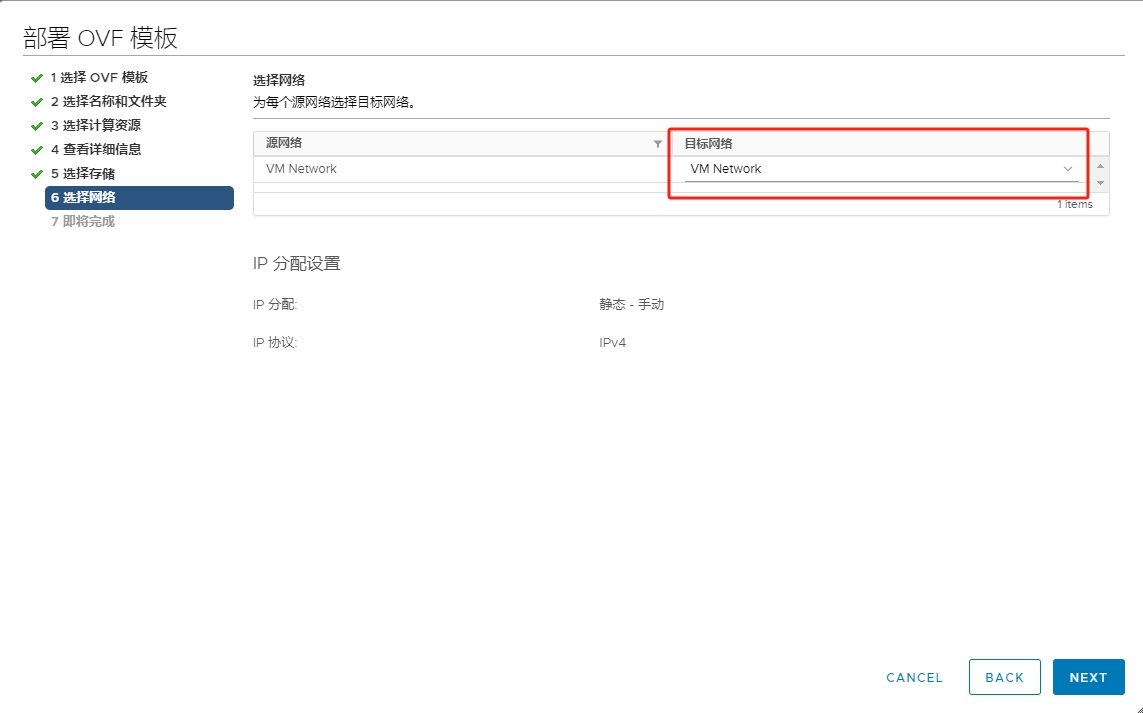 部署 OVF 模板
1 选择 OVF 模板
2 选择名称和文件夹
3 选择计算资源
4 查看详细信息
5 选择存储
6 选择网络
7 即将完成
选择网络
为每个源网络选择目标网络。
源网络 目标网络
VM Network VM Network
1 items
IP 分配设置
IP 分配: 静态 - 手动
IP 协议: IPv4
CANCEL BACK NEXT